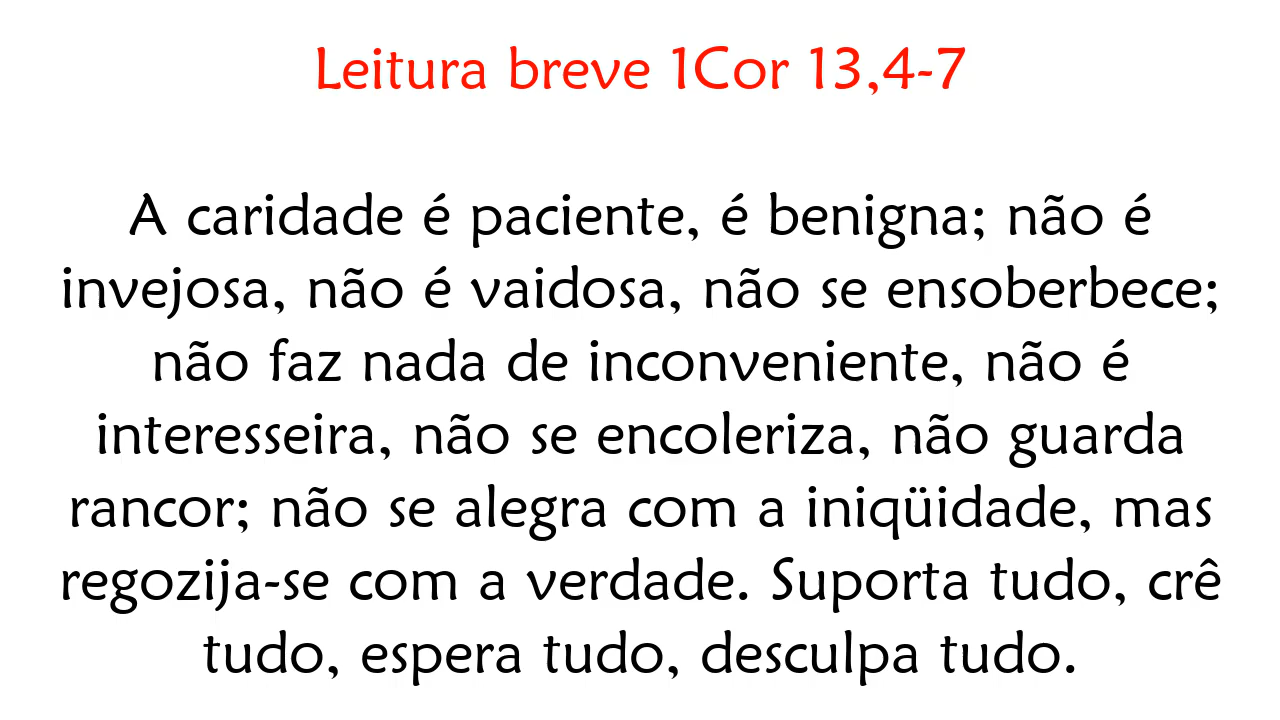 Leitura breve 1Cor 13,4-7
A caridade é paciente, é benigna; não é
invejosa, não é vaidosa, não se ensoberbece;
não faz nada de inconveniente, não é
interesseira, não se encoleriza, não guarda
rancor; não se alegra com a iniqüidade, mas
regozija-se com a verdade. Suporta tudo, crê
tudo, espera tudo, desculpa tudo.